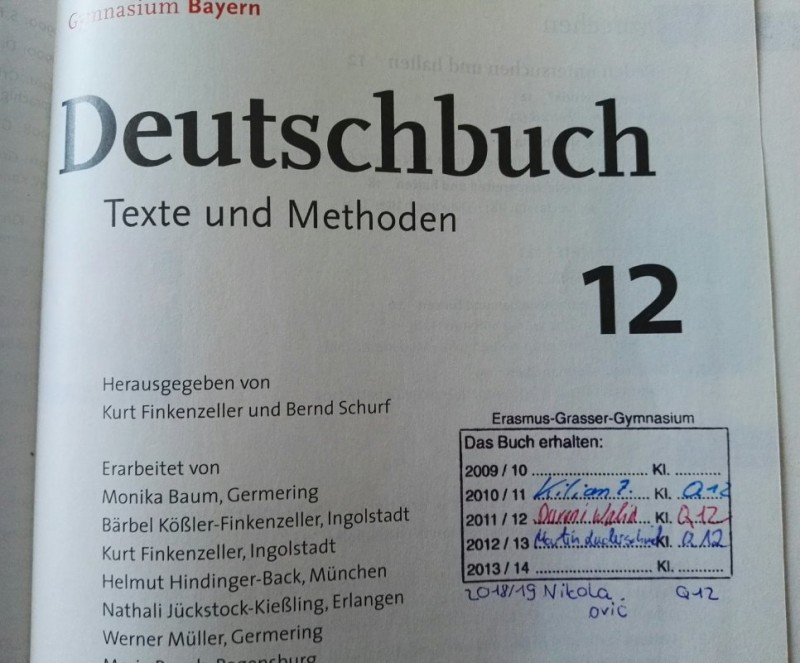 Gymnasium Bayern
Deutschbuch
Texte und Methoden
12
Herausgegeben von
Kurt Finkenzeller und Bernd Schurf
Erarbeitet von
Monika Baum, Germering
Bärbel Kößler-Finkenzeller, Ingolstadt
Kurt Finkenzeller, Ingolstadt
Helmut Hindinger-Back, München
Nathali Jückstock-Kießling, Erlangen
Werner Müller, Germering
Erasmus-Grasser-Gymnasium
Das Buch erhalten:
2009 / 10 Kl.
2010 / 11 Kilian ?. Kl. Q12
2011 / 12 Walid Kl. Q12
2012 / 13 Martin Kl. Q12
2013 / 14 Kl.
2018/19 Nikola Q12
ović